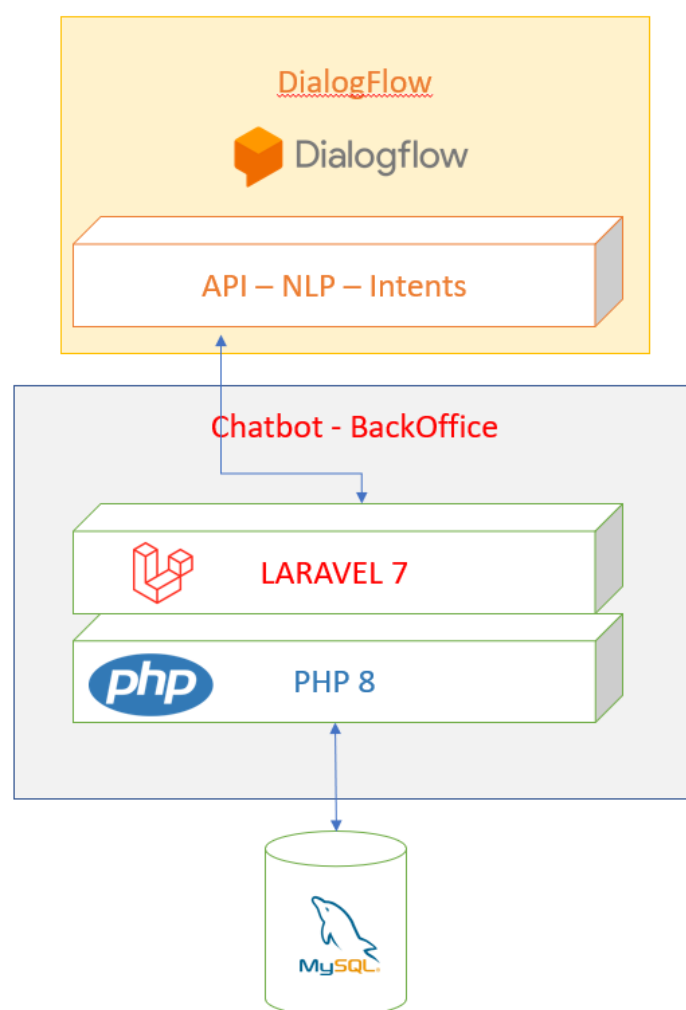 DialogFlow
Dialogflow
API – NLP – Intents
Chatbot - BackOffice
LARAVEL 7
php
PHP 8
MySQL